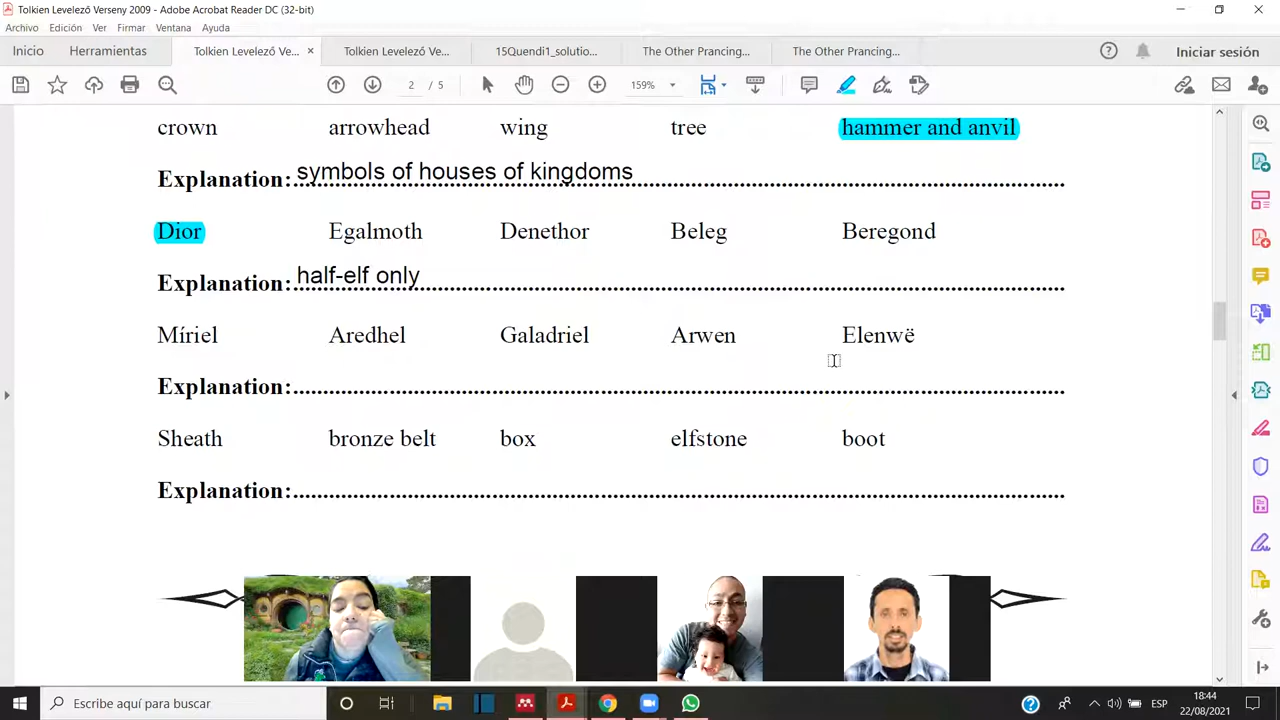 Tolkien Levelező Verseny 2009 - Adobe Acrobat Reader DC (32-bit)
Archivo Edición Ver Firmar Ventana Ayuda
Inicio Herramientas Tolkien Levelező Ve... × Tolkien Levelező Ve... 15Quendi1_solutio... The Other Prancing... The Other Prancing... Iniciar sesión
2 / 5 159%
crown arrowhead wing tree hammer and anvil
Explanation: symbols of houses of kingdoms
Dior Egalmoth Denethor Beleg Beregond
Explanation: half-elf only
Míriel Aredhel Galadriel Arwen Elenwë
Explanation:
Sheath bronze belt box elfstone boot
Explanation:
Escribe aquí para buscar
ESP
18:44
22/08/2021